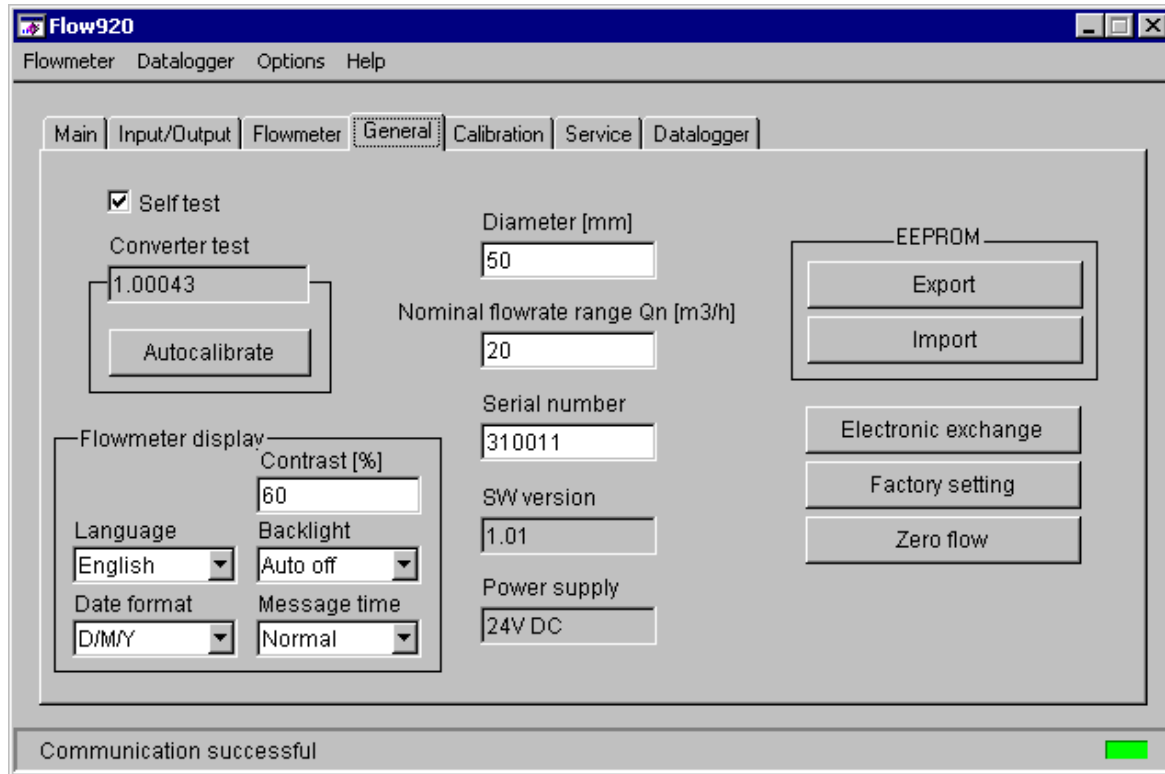 Flow920
Flowmeter Datalogger Options Help
Main Input/Output Flowmeter General Calibration Service Datalogger
Self test
Converter test
1.00043
Autocalibrate
Flowmeter display
Contrast [%]
60
Language Backlight
English Auto off
Date format Message time
D/M/Y Normal
Diameter [mm]
50
Nominal flowrate range Qn [m3/h]
20
Serial number
310011
SW version
1.01
Power supply
24V DC
EEPROM
Export
Import
Electronic exchange
Factory setting
Zero flow
Communication successful